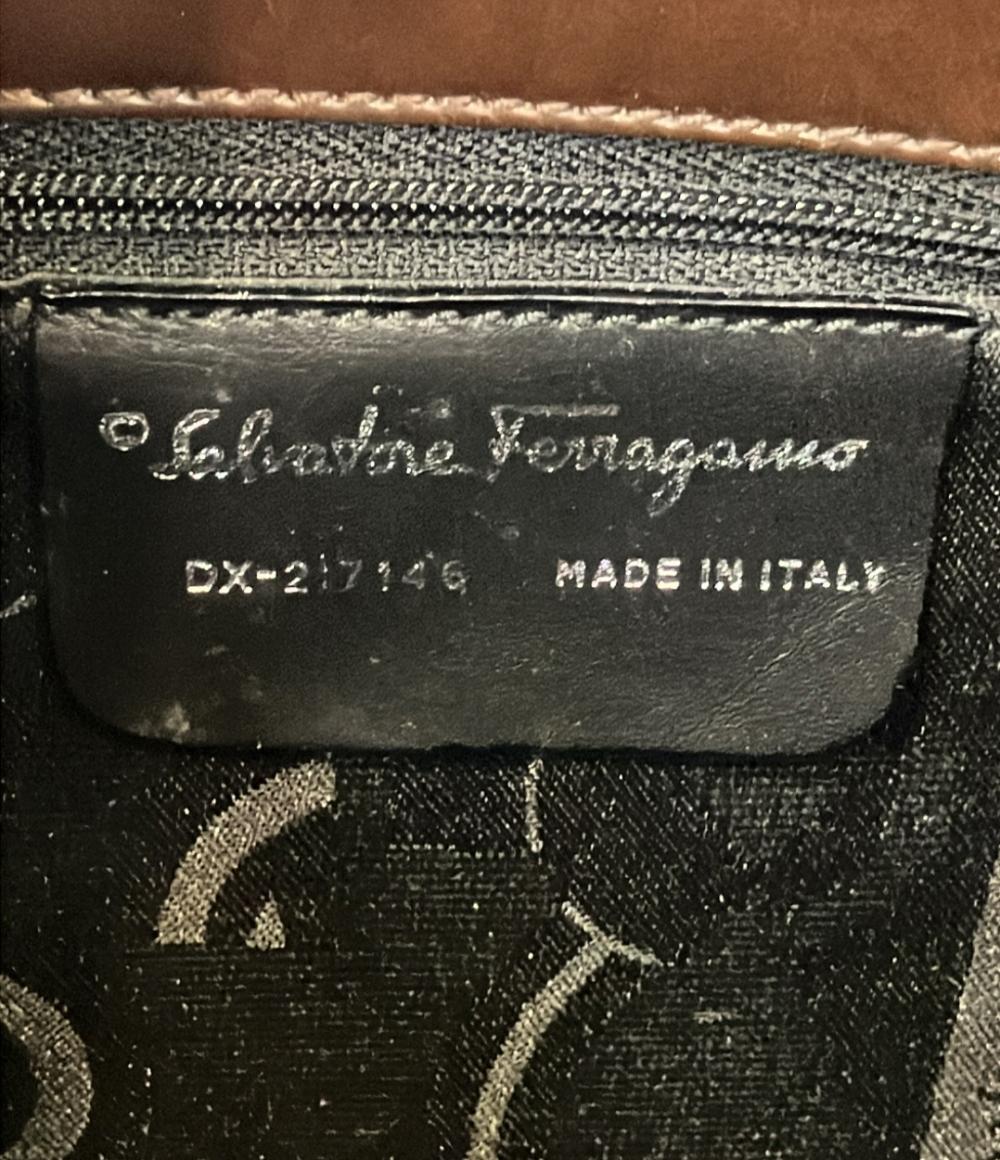 Salvatore Ferragamo
DX-217146 MADE IN ITALY